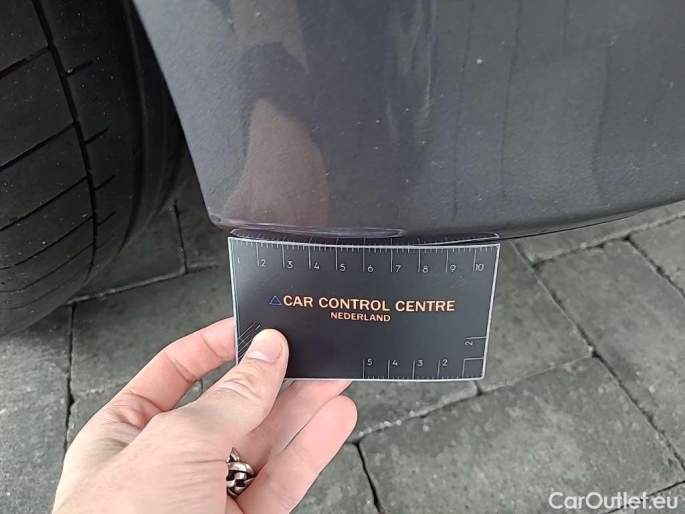 1 2 3 4 5 6 7 8 9 10
CAR CONTROL CENTRE
NEDERLAND
2
5 4 3 2
CarOutlet.eu